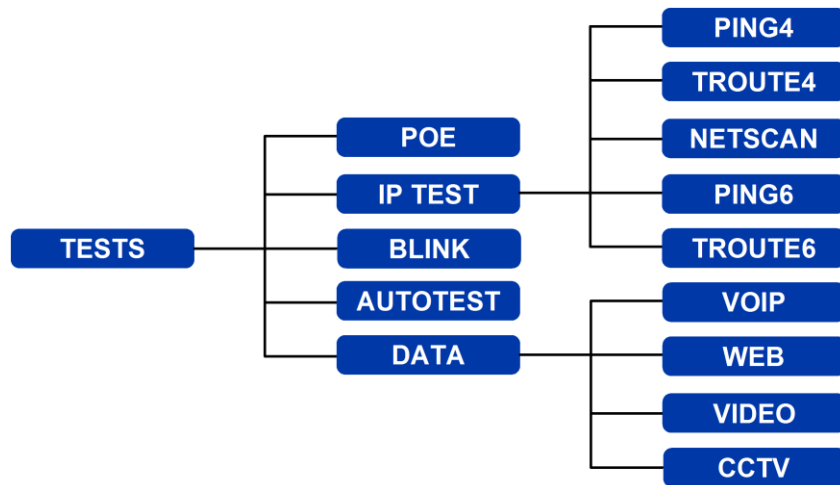 TESTS
POE
IP TEST
BLINK
AUTOTEST
DATA
PING4
TROUTE4
NETSCAN
PING6
TROUTE6
VOIP
WEB
VIDEO
CCTV